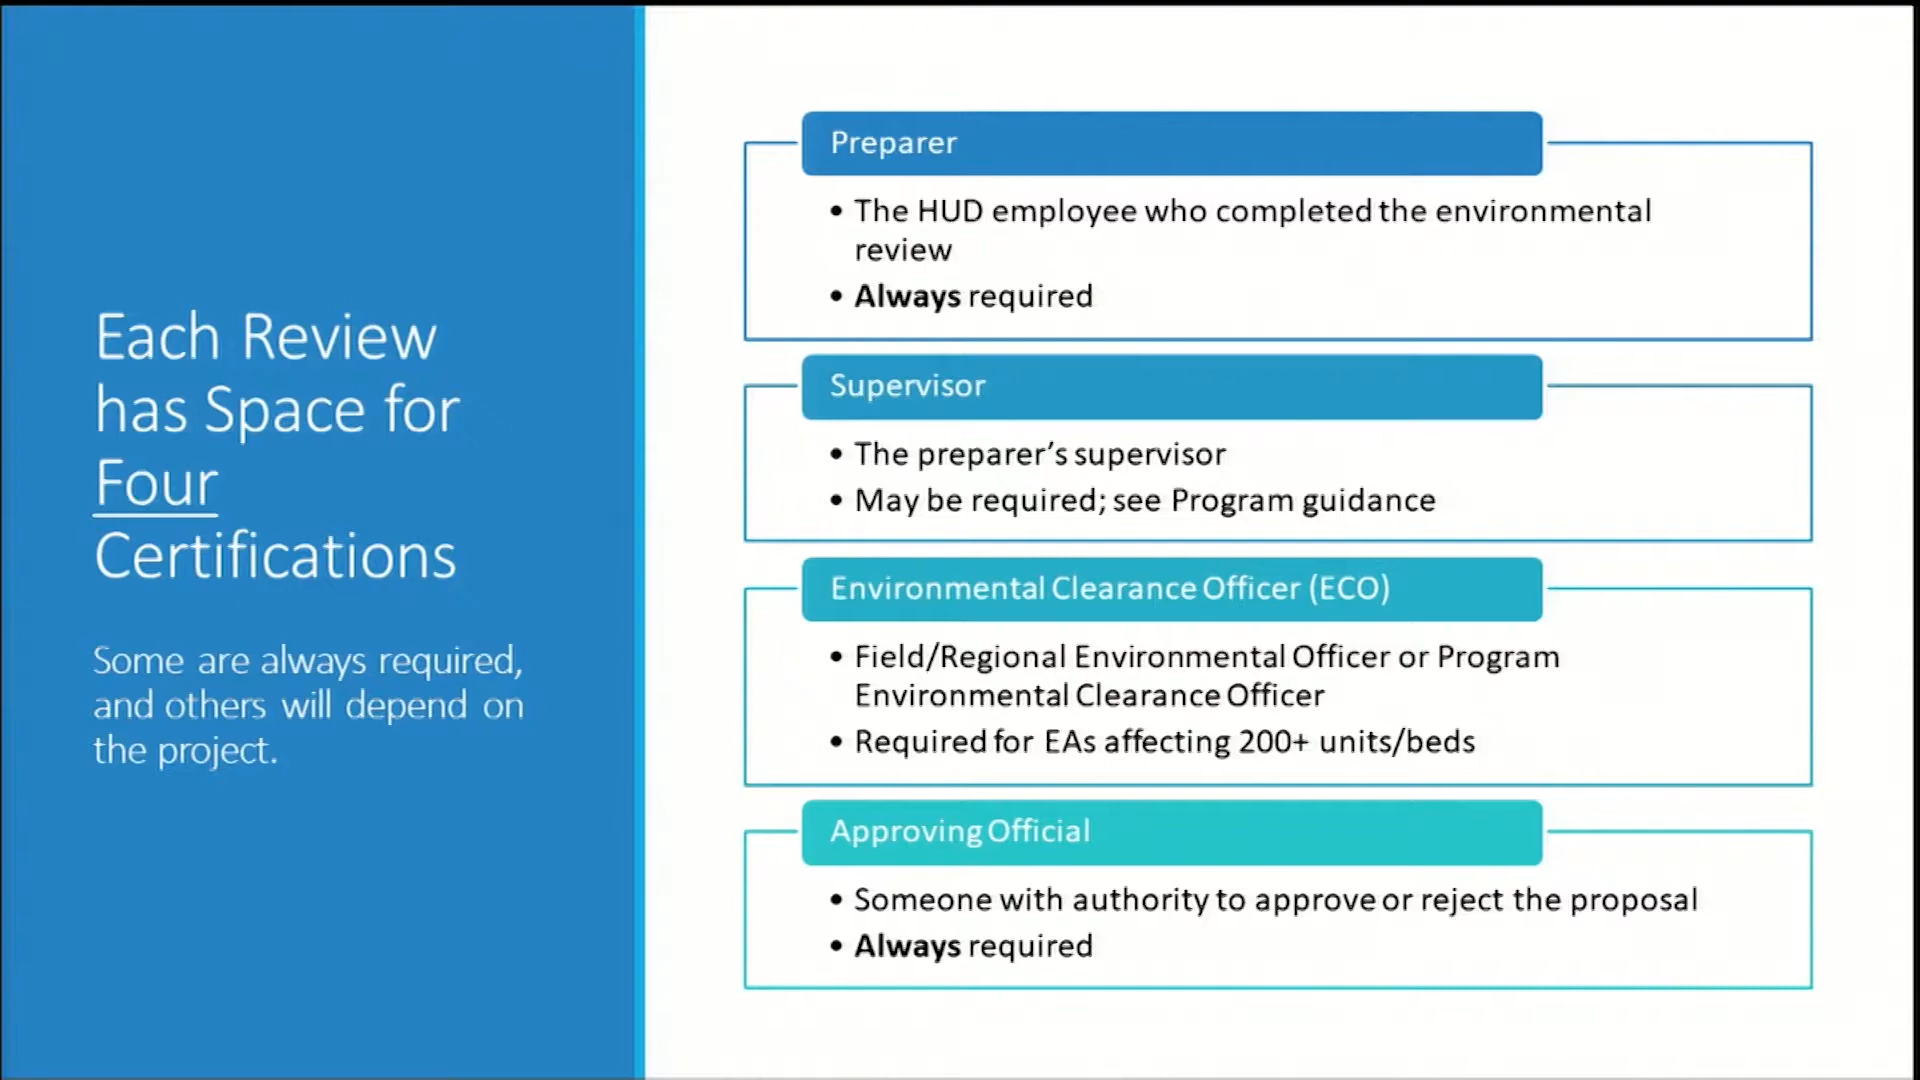 Each Review
has Space for
Four
Certifications
Some are always required,
and others will depend on
the project.
Preparer
• The HUD employee who completed the environmental
review
• Always required
Supervisor
• The preparer’s supervisor
• May be required; see Program guidance
Environmental Clearance Officer (ECO)
• Field/Regional Environmental Officer or Program
Environmental Clearance Officer
• Required for EAs affecting 200+ units/beds
Approving Official
• Someone with authority to approve or reject the proposal
• Always required